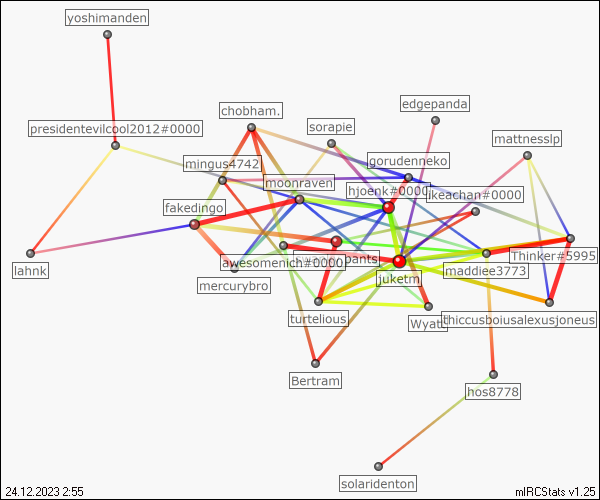 yoshimanden
edgepanda
chobham.
presidentevilcool2012#0000
sorapie
mattnesslp
mingus4742
gorudenneko
moonraven
hjoenk#0000
ikeachan#0000
fakedingo
awesomenich#0000
pants
Thinker#5995
lahnk
maddiee3773
mercurybro
juketm
turtelious
Wyatt
thiccusboiusalexusjoneus
Bertram
hos8778
solaridenton
24.12.2023 2:55
mIRCStats v1.25